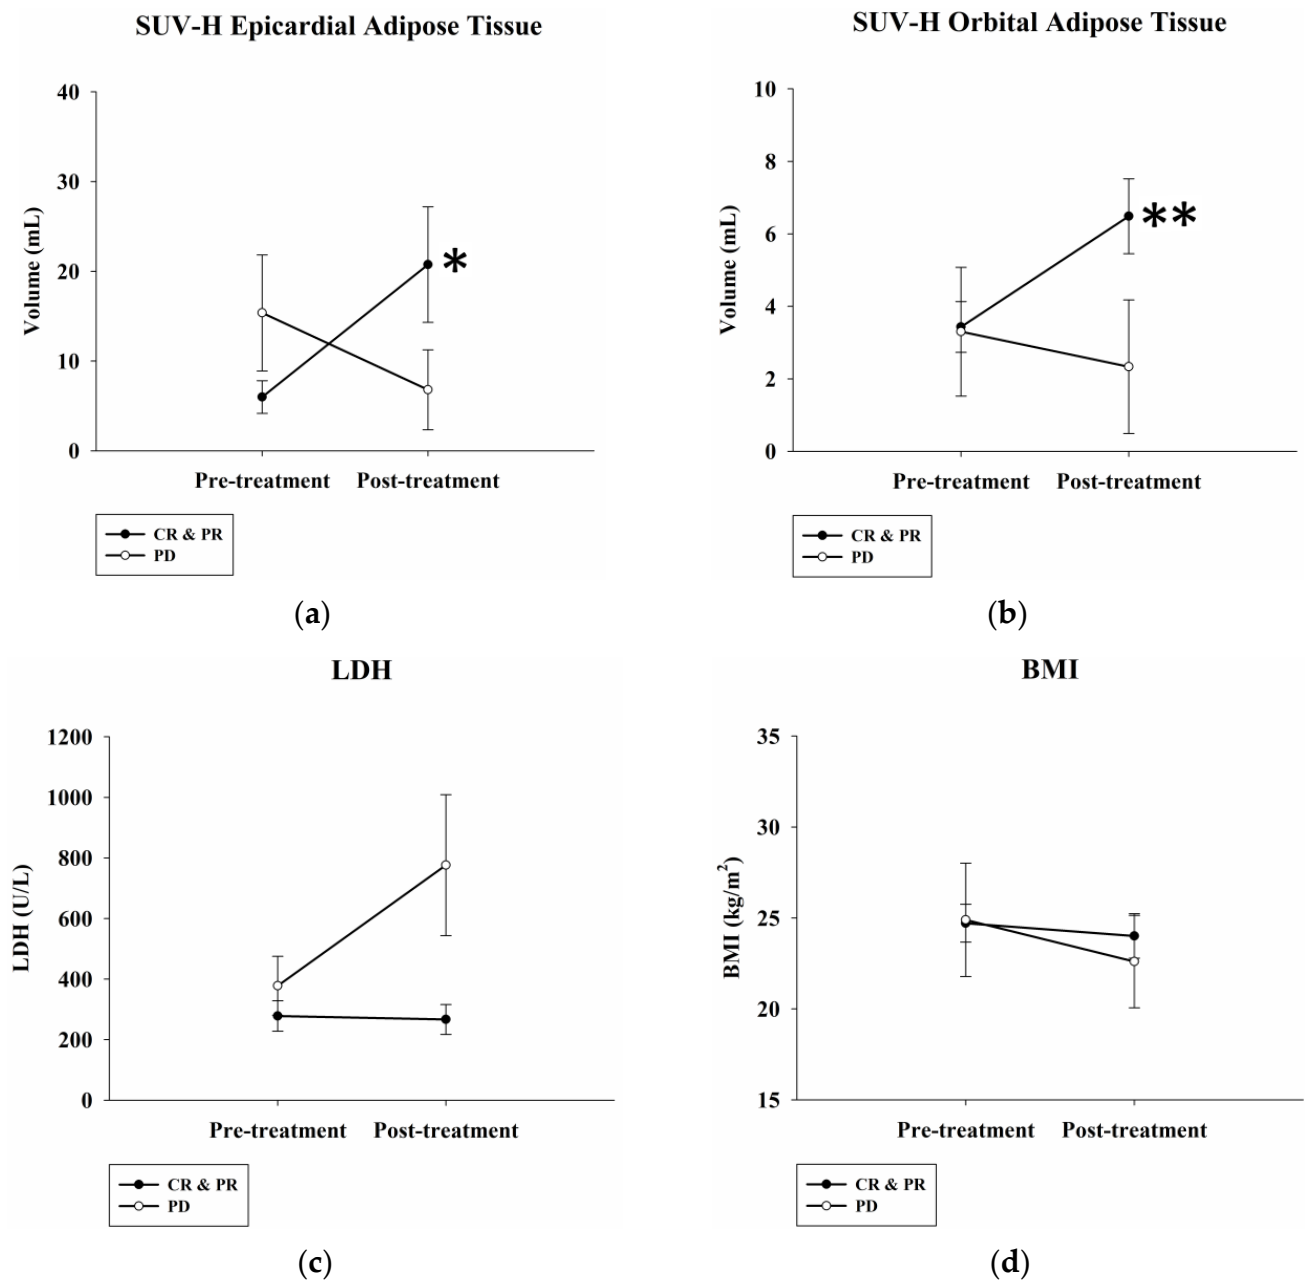 SUV-H Epicardial Adipose Tissue
40
30
20
10
0
Volume (mL)
*
Pre-treatment Post-treatment
CR & PR
PD
(a)
SUV-H Orbital Adipose Tissue
10
8
6
4
2
0
Volume (mL)
**
Pre-treatment Post-treatment
CR & PR
PD
(b)
LDH
1200
1000
800
600
400
200
0
LDH (U/L)
Pre-treatment Post-treatment
CR & PR
PD
(c)
BMI
35
30
25
20
15
BMI (kg/m²)
Pre-treatment Post-treatment
CR & PR
PD
(d)